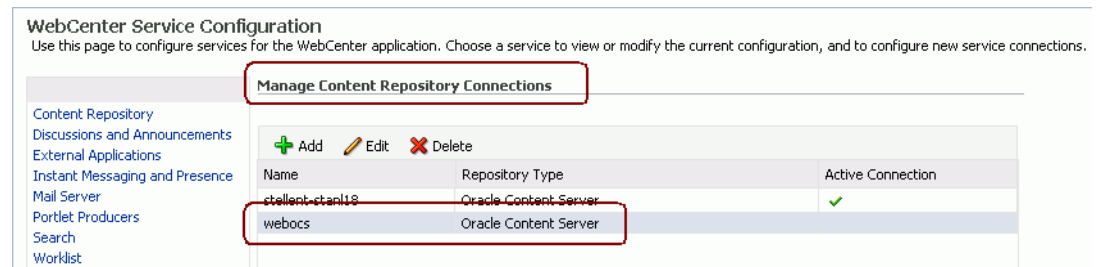 WebCenter Service Configuration
Use this page to configure services for the WebCenter application. Choose a service to view or modify the current configuration, and to configure new service connections.
Manage Content Repository Connections
Content Repository
Discussions and Announcements
External Applications
Instant Messaging and Presence
Mail Server
Portlet Producers
Search
Worklist
Add Edit Delete
Name Repository Type Active Connection
stellent-stanl18 Oracle Content Server
webocs Oracle Content Server